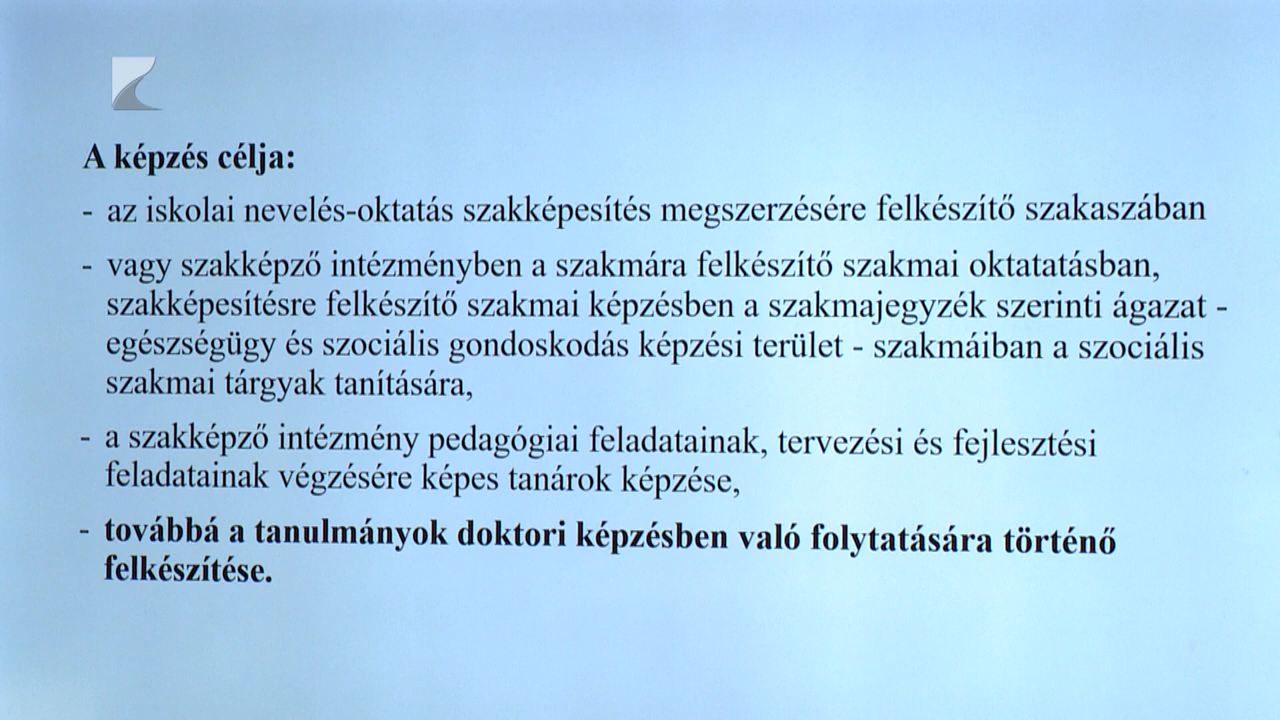 A képzés célja:
- az iskolai nevelés-oktatás szakképesítés megszerzésére felkészítő szakaszában
- vagy szakképző intézményben a szakmára felkészítő szakmai oktatatásban,
szakképesítésre felkészítő szakmai képzésben a szakmajegyzék szerinti ágazat -
egészségügy és szociális gondoskodás képzési terület - szakmáiban a szociális
szakmai tárgyak tanítására,
- a szakképző intézmény pedagógiai feladatainak, tervezési és fejlesztési
feladatainak végzésére képes tanárok képzése,
- továbbá a tanulmányok doktori képzésben való folytatására történő
felkészítése.